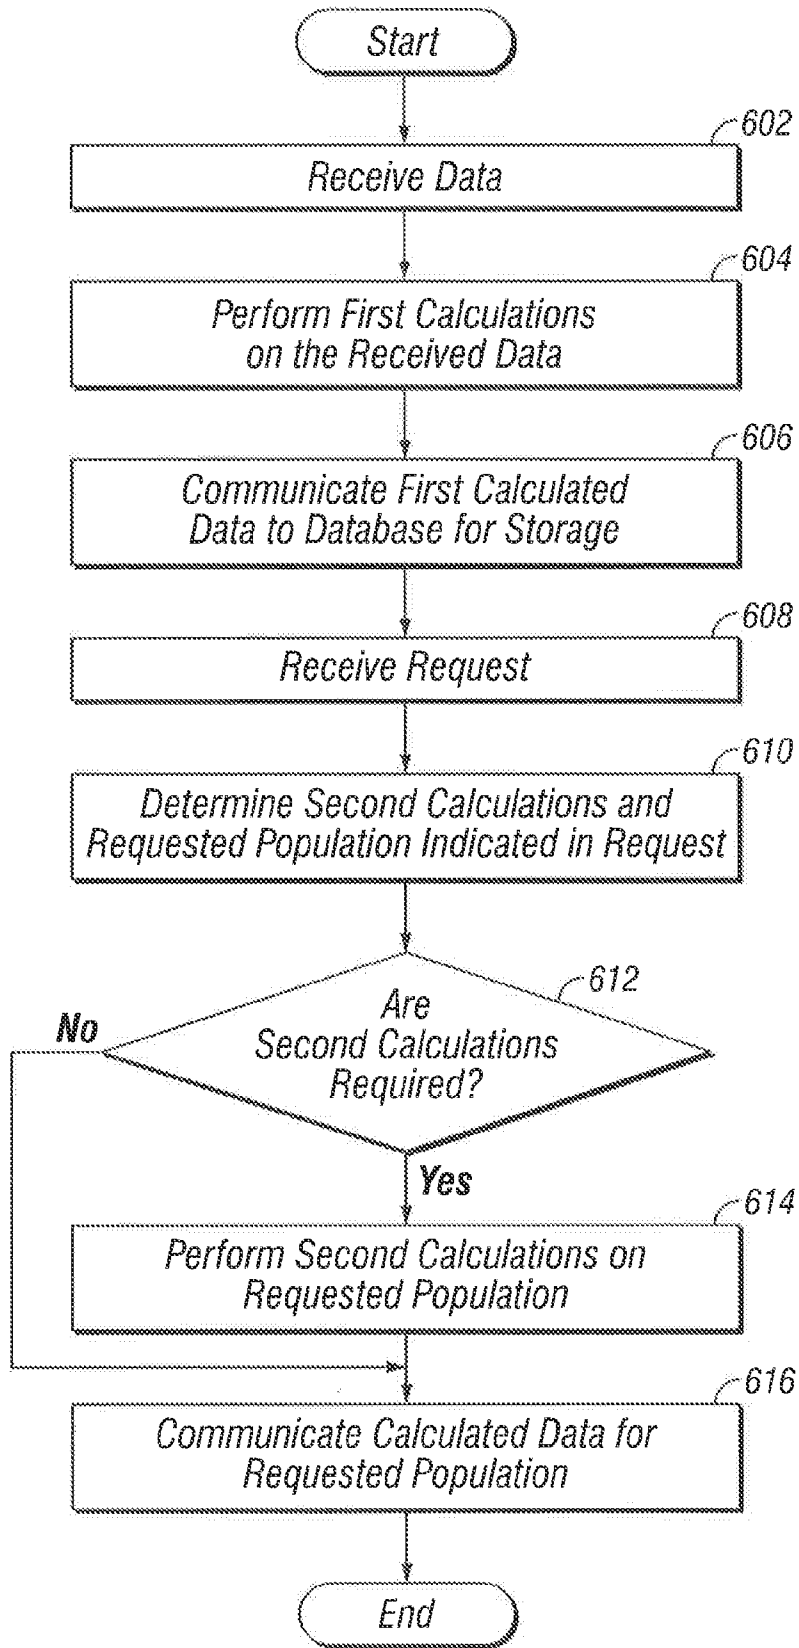 Start
602
Receive Data
604
Perform First Calculations
on the Received Data
606
Communicate First Calculated
Data to Database for Storage
608
Receive Request
610
Determine Second Calculations and
Requested Population Indicated in Request
612
Are
Second Calculations
Required?
No
Yes
614
Perform Second Calculations on
Requested Population
616
Communicate Calculated Data for
Requested Population
End